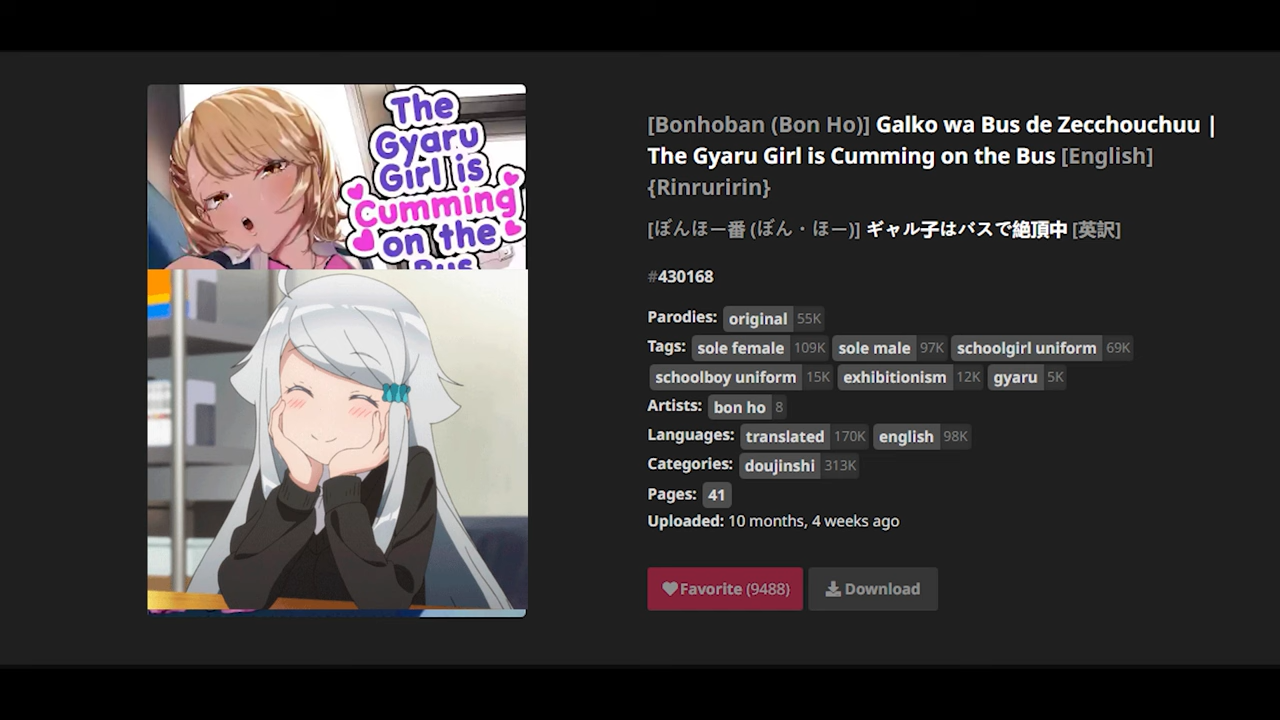 The
Gyaru
Girl is
Cumming
on the
Bus
[Bonhoban (Bon Ho)] Galko wa Bus de Zecchouchuu |
The Gyaru Girl is Cumming on the Bus [English]
{Rinruririn}
[ぼんほー番 (ぼん・ほー)] ギャル子はバスで絶頂中 [英訳]
#430168
Parodies: original 55K
Tags: sole female 109K sole male 97K schoolgirl uniform 69K
schoolboy uniform 15K exhibitionism 12K gyaru 5K
Artists: bon ho 8
Languages: translated 170K english 98K
Categories: doujinshi 313K
Pages: 41
Uploaded: 10 months, 4 weeks ago
Favorite (9488) Download